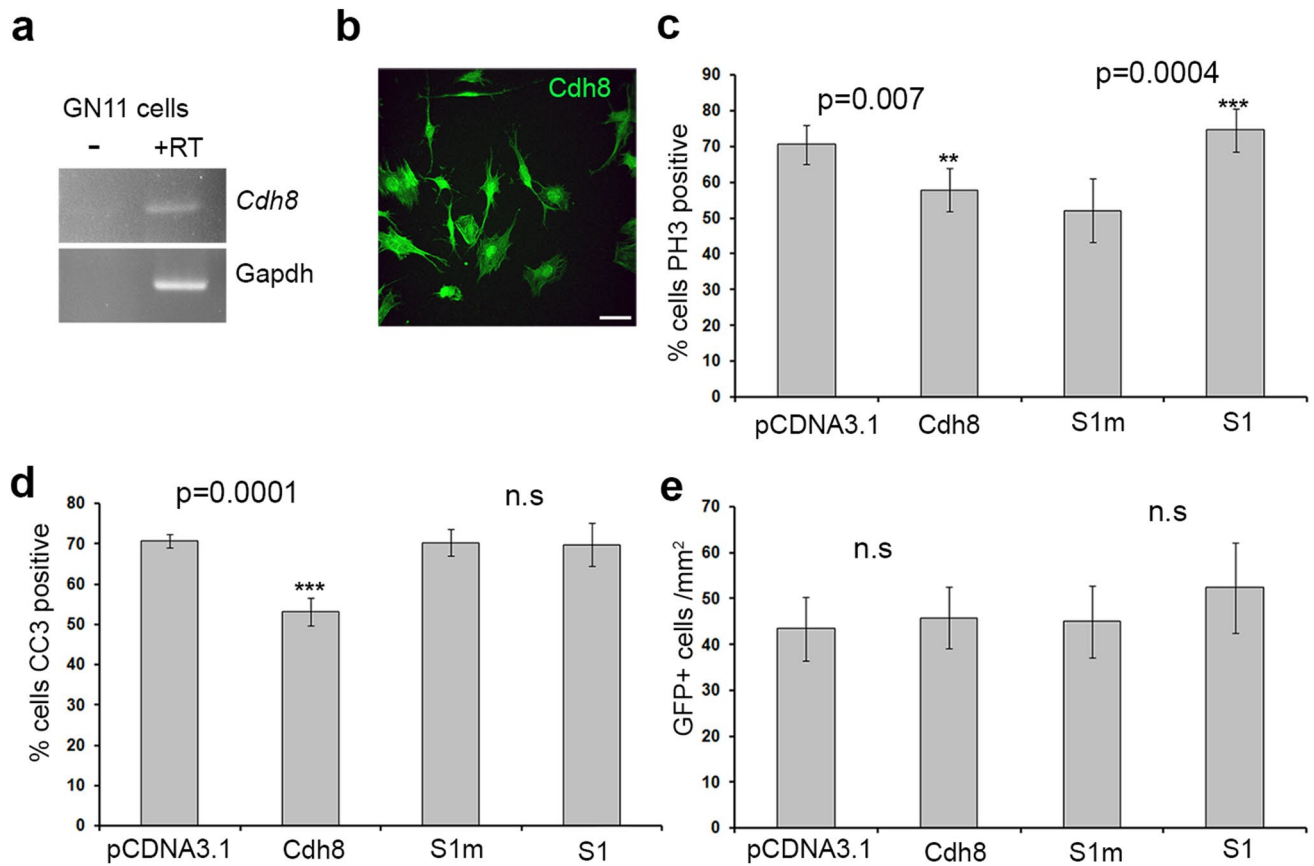 a
GN11 cells
- +RT
Cdh8
Gapdh
b
Cdh8
c
% cells PH3 positive
90
80
70
60
50
40
30
20
10
0
p=0.007
p=0.0004
**
***
pCDNA3.1 Cdh8 S1m S1
d
% cells CC3 positive
80
70
60
50
40
30
20
10
0
p=0.0001
n.s
***
pCDNA3.1 Cdh8 S1m S1
e
GFP+ cells /mm²
70
60
50
40
30
20
10
0
n.s
n.s
pCDNA3.1 Cdh8 S1m S1